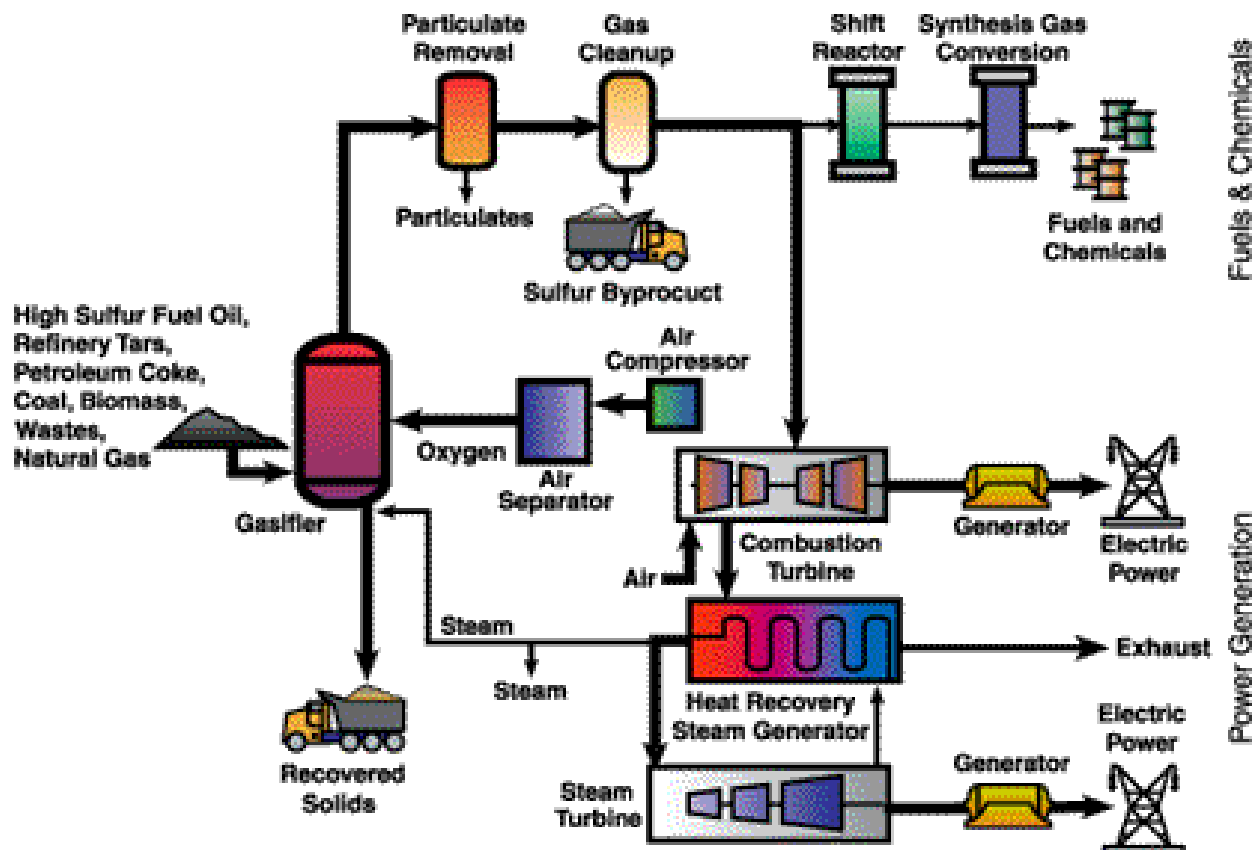 Particulate
Removal
Gas
Cleanup
Shift
Reactor
Synthesis Gas
Conversion
Particulates
Sulfur Byprocuct
Fuels and
Chemicals
Fuels & Chemicals
High Sulfur Fuel Oil,
Refinery Tars,
Petroleum Coke,
Coal, Biomass,
Wastes,
Natural Gas
Gasifier
Oxygen
Air
Separator
Air
Compressor
Air
Combustion
Turbine
Generator
Electric
Power
Power Generation
Steam
Steam
Heat Recovery
Steam Generator
Exhaust
Recovered
Solids
Steam
Turbine
Generator
Electric
Power